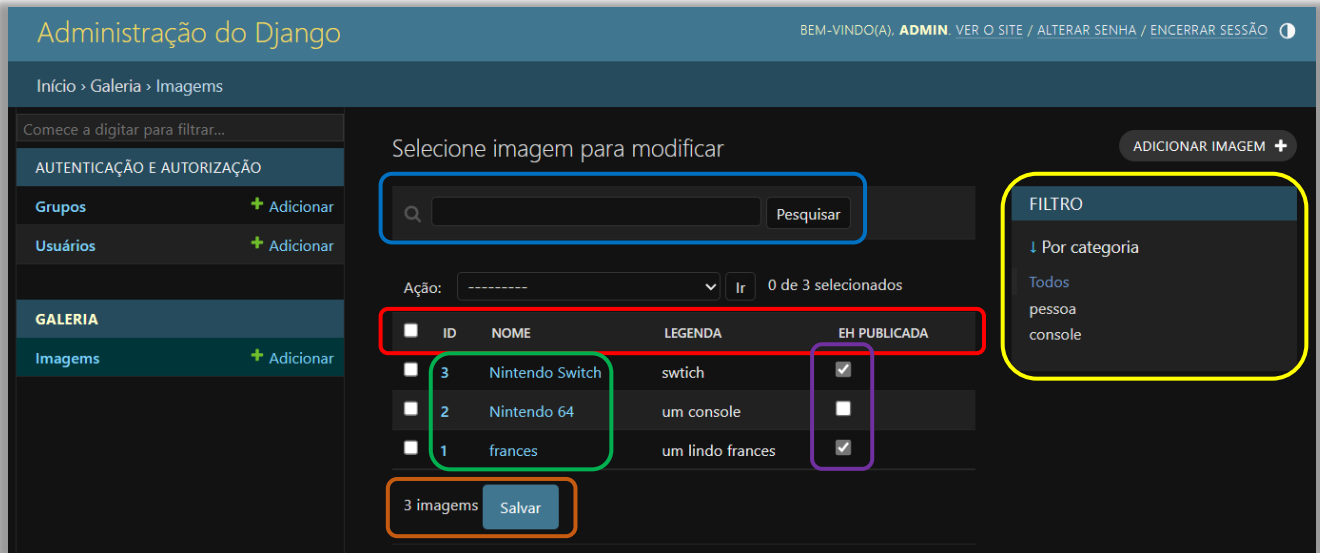 Administração do Django
BEM-VINDO(A), ADMIN. VER O SITE / ALTERAR SENHA / ENCERRAR SESSÃO
Início › Galeria › Imagems
Comece a digitar para filtrar...
AUTENTICAÇÃO E AUTORIZAÇÃO
Grupos + Adicionar
Usuários + Adicionar
GALERIA
Imagems + Adicionar
Selecione imagem para modificar
ADICIONAR IMAGEM +
Pesquisar
Ação: --------- Ir 0 de 3 selecionados
ID NOME LEGENDA EH PUBLICADA
3 Nintendo Switch swtich
2 Nintendo 64 um console
1 frances um lindo frances
3 imagems Salvar
FILTRO
↓ Por categoria
Todos
pessoa
console